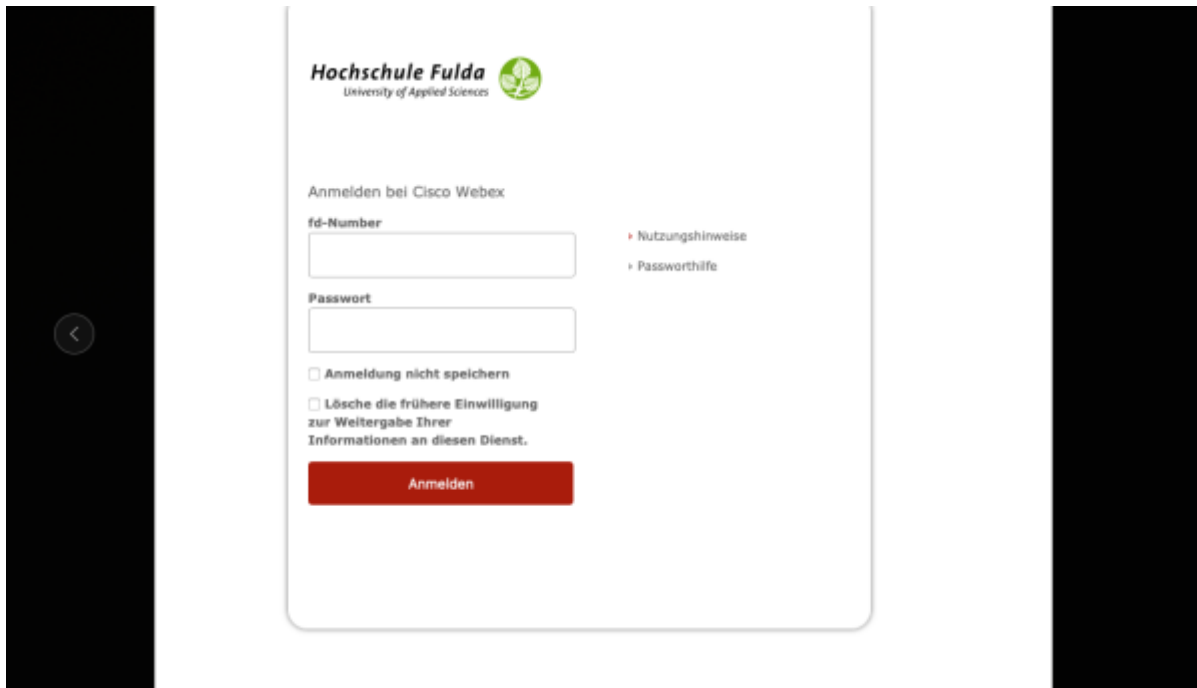 Hochschule Fulda
University of Applied Sciences
Anmelden bei Cisco Webex
fd-Number
Passwort
Anmeldung nicht speichern
Lösche die frühere Einwilligung
zur Weitergabe Ihrer
Informationen an diesen Dienst.
Anmelden
Nutzungshinweise
Passworthilfe